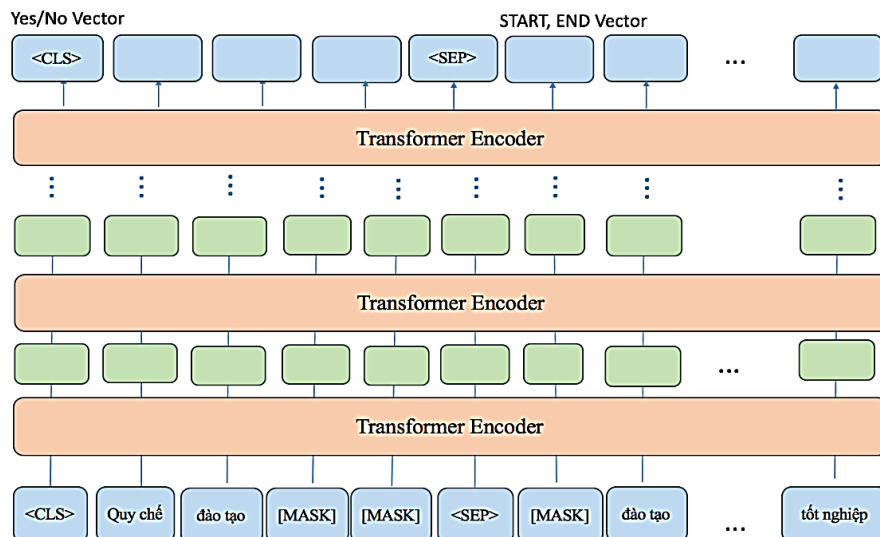 Yes/No Vector
START, END Vector
<CLS> <SEP> ...
Transformer Encoder
Transformer Encoder
...
Transformer Encoder
<CLS> Quy chế đào tạo [MASK] [MASK] <SEP> [MASK] đào tạo ... tốt nghiệp